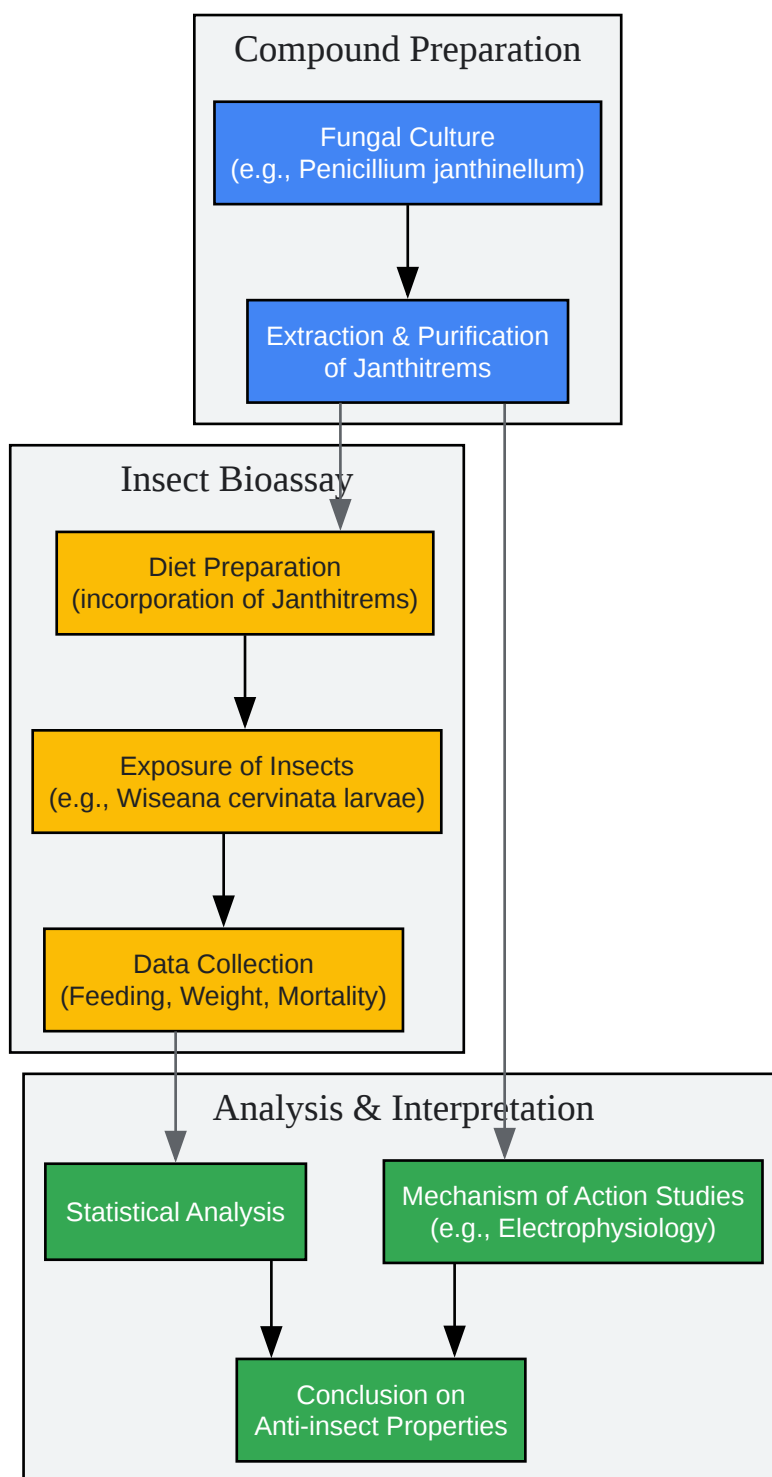 Compound Preparation
Fungal Culture
(e.g., Penicillium janthinellum)
Extraction & Purification
of Janthitrems
Insect Bioassay
Diet Preparation
(incorporation of Janthitrems)
Exposure of Insects
(e.g., Wiseana cervinata larvae)
Data Collection
(Feeding, Weight, Mortality)
Analysis & Interpretation
Statistical Analysis
Mechanism of Action Studies
(e.g., Electrophysiology)
Conclusion on
Anti-insect Properties